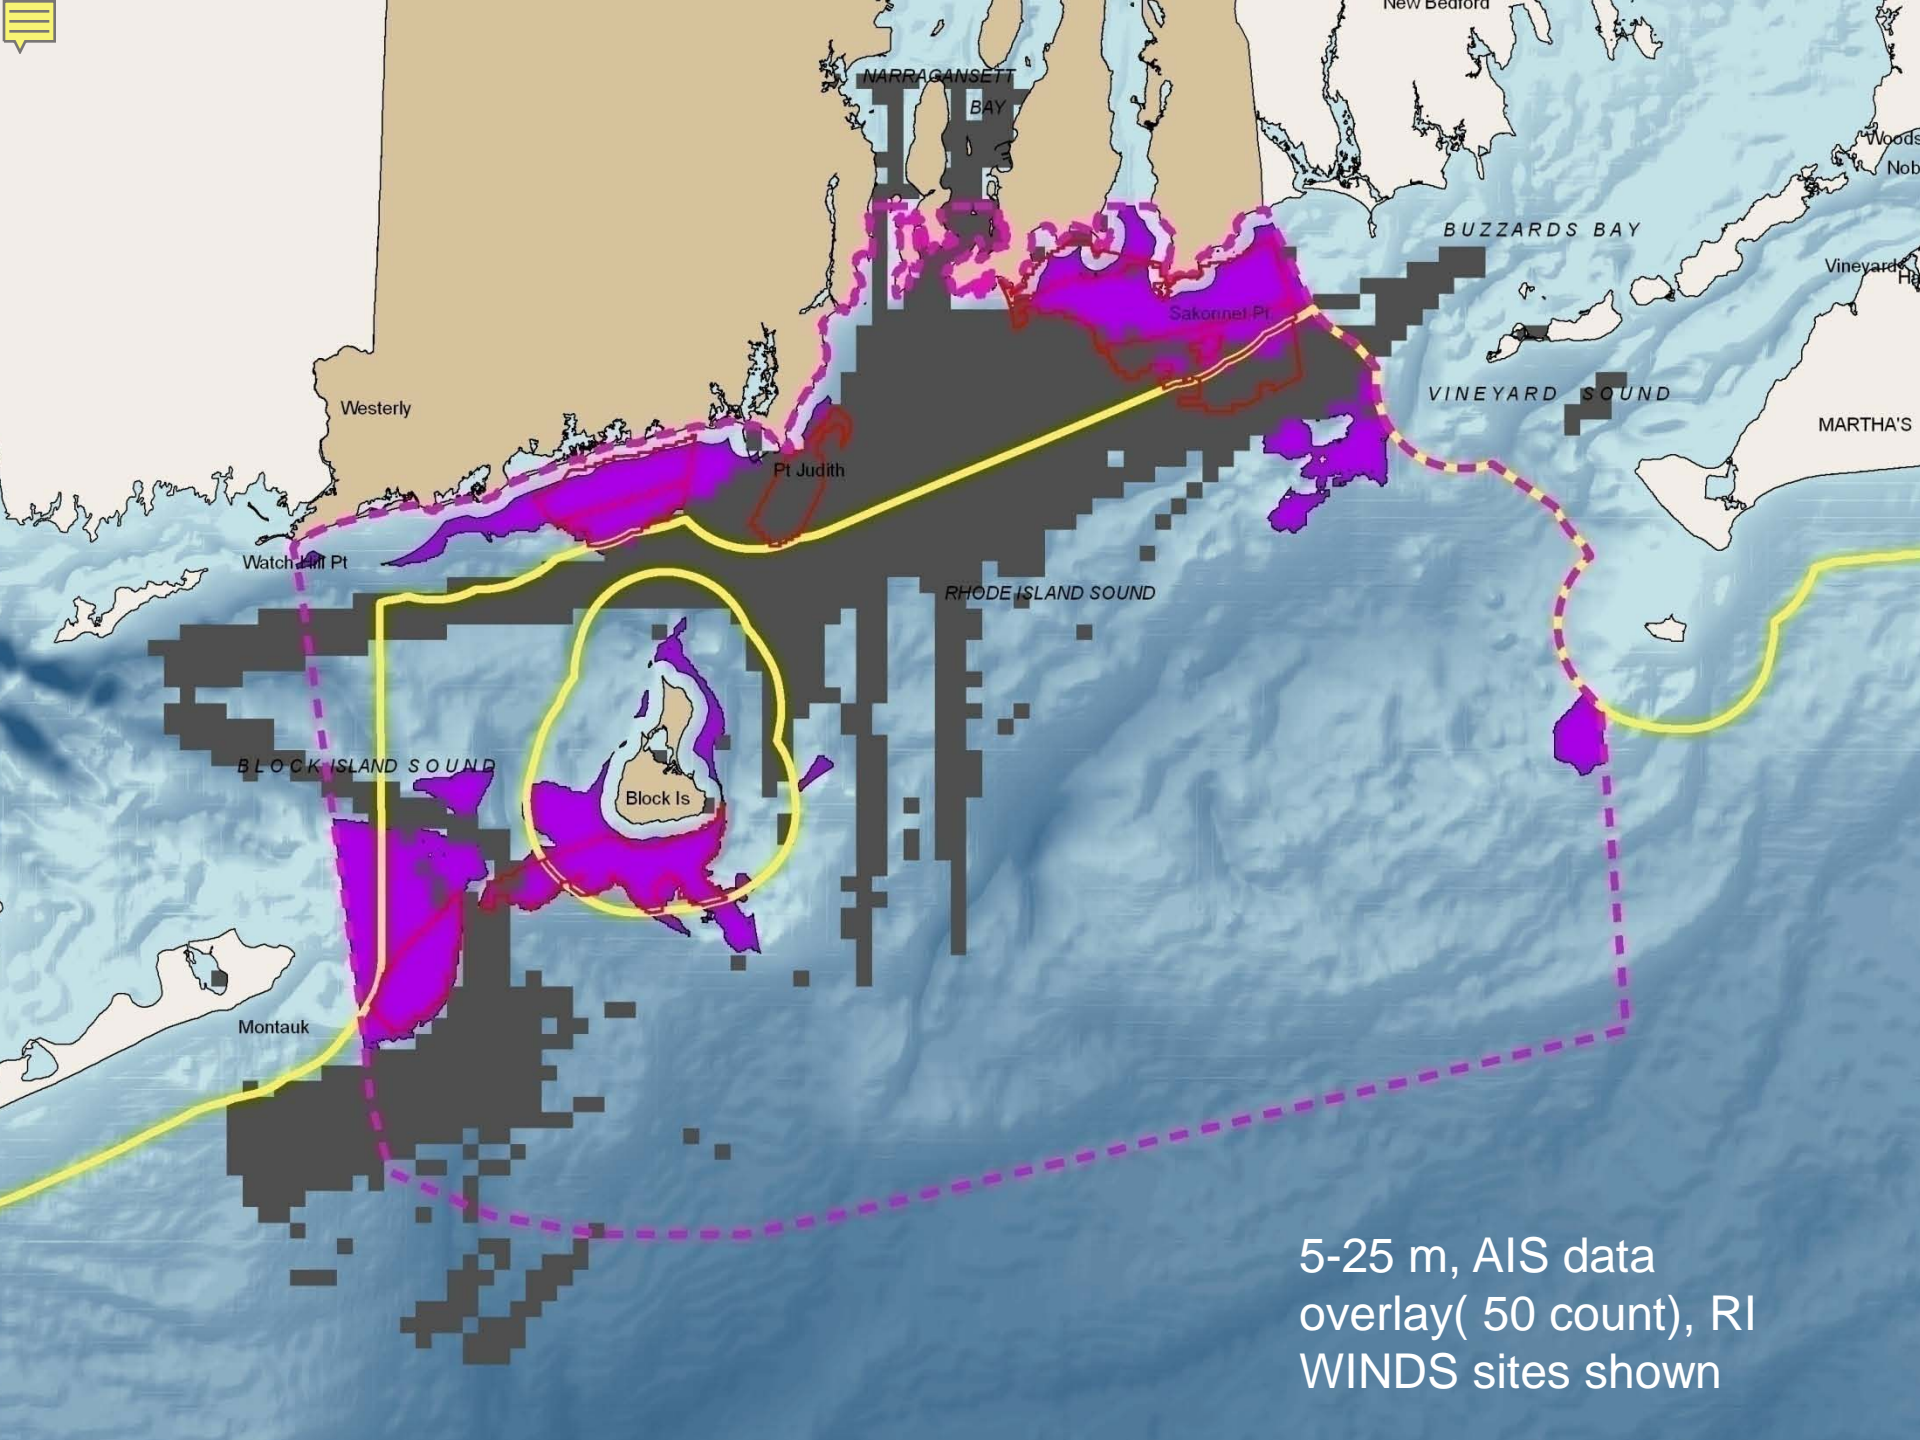 New Bedford
NARRAGANSETT
BAY
Woods
Nob
BUZZARDS BAY
Vineyard
Ha
Sakonnet Pt
VINEYARD SOUND
Westerly
MARTHA'S
Pt Judith
Watch Hill Pt
RHODE ISLAND SOUND
BLOCK ISLAND SOUND
Block Is
Montauk
5-25 m, AIS data
overlay( 50 count), RI
WINDS sites shown